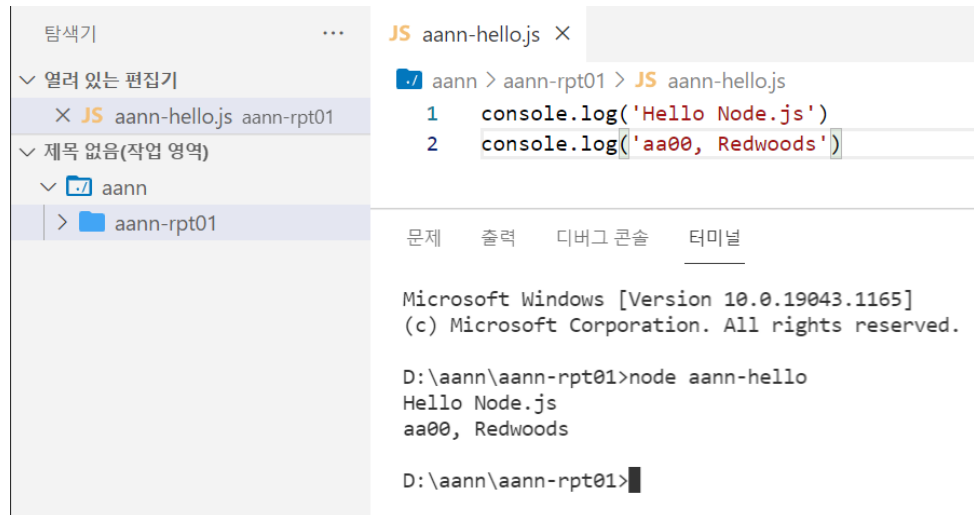 탐색기 ...
열려 있는 편집기
JS aann-hello.js aann-rpt01
제목 없음(작업 영역)
aann
aann-rpt01
JS aann-hello.js
aann > aann-rpt01 > JS aann-hello.js
1 console.log('Hello Node.js')
2 console.log('aa00, Redwoods')
문제 출력 디버그 콘솔 터미널
Microsoft Windows [Version 10.0.19043.1165]
(c) Microsoft Corporation. All rights reserved.
D:\aann\aann-rpt01>node aann-hello
Hello Node.js
aa00, Redwoods
D:\aann\aann-rpt01>